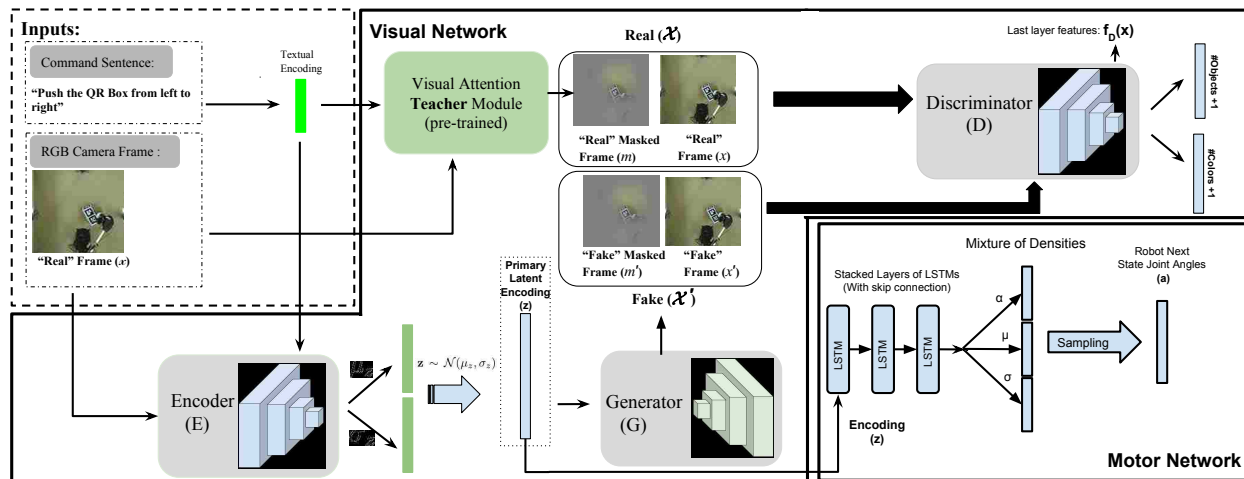 Inputs:
Command Sentence:
“Push the QR Box from left to
right”
RGB Camera Frame :
“Real” Frame (x)
Textual
Encoding
Visual Network
Visual Attention
Teacher Module
(pre-trained)
Real (𝒳)
“Real” Masked
Frame (m)
“Real”
Frame (x)
“Fake” Masked
Frame (m′)
“Fake”
Frame (x′)
Fake (𝒳′)
Last layer features: f_D(x)
Discriminator
(D)
#Objects +1
#Colors +1
Encoder
(E)
z ∼ 𝒩(μ_z, σ_z)
Primary
Latent
Encoding
(z)
Generator
(G)
Mixture of Densities
Stacked Layers of LSTMs
(With skip connection)
LSTM
LSTM
LSTM
α
μ
σ
Sampling
Robot Next
State Joint Angles
(a)
Encoding
(z)
Motor Network